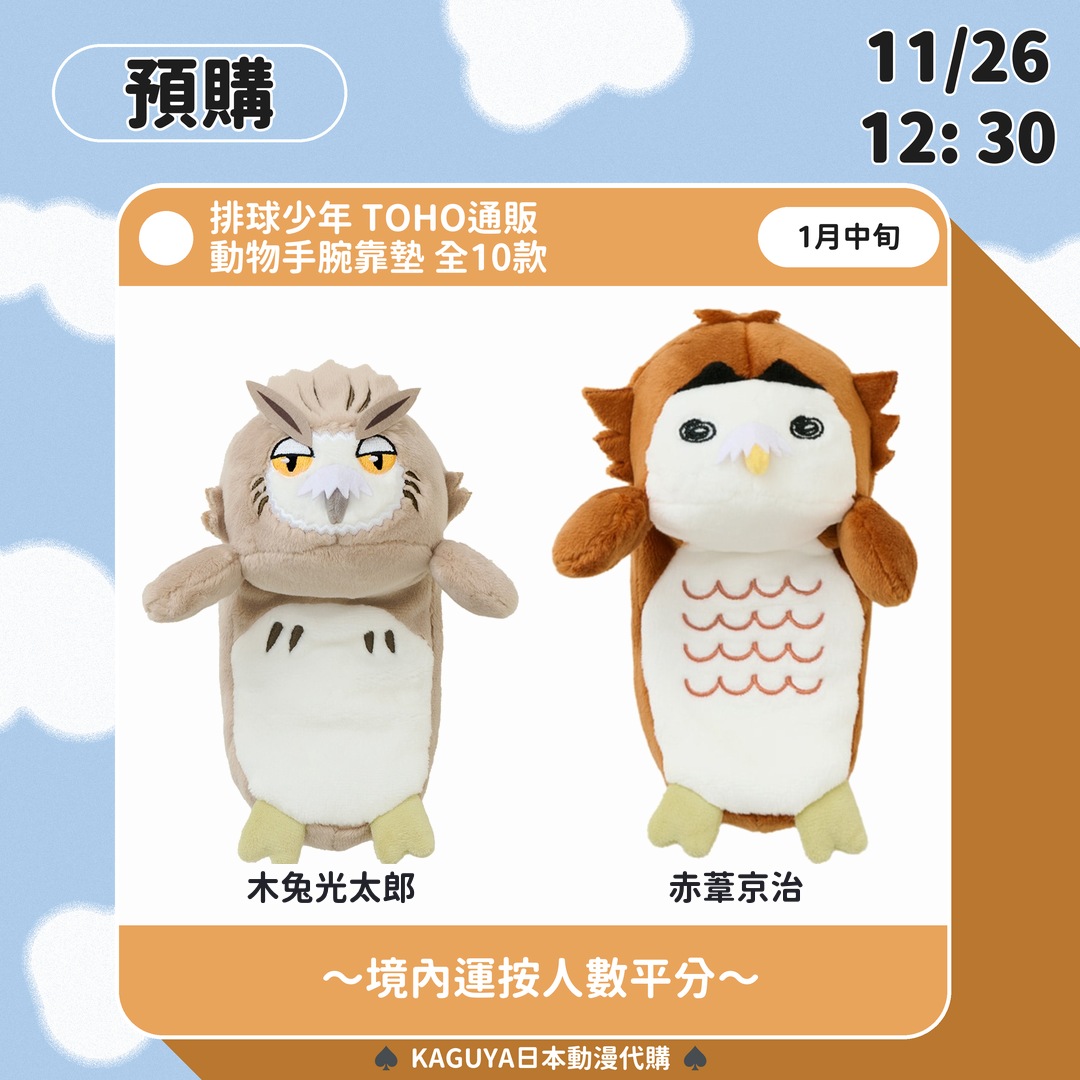 預購
11/26
12: 30
排球少年 TOHO通販
動物手腕靠墊 全10款
1月中旬
木兔光太郎
赤葦京治
～境內運按人數平分～
♠ KAGUYA日本動漫代購 ♠